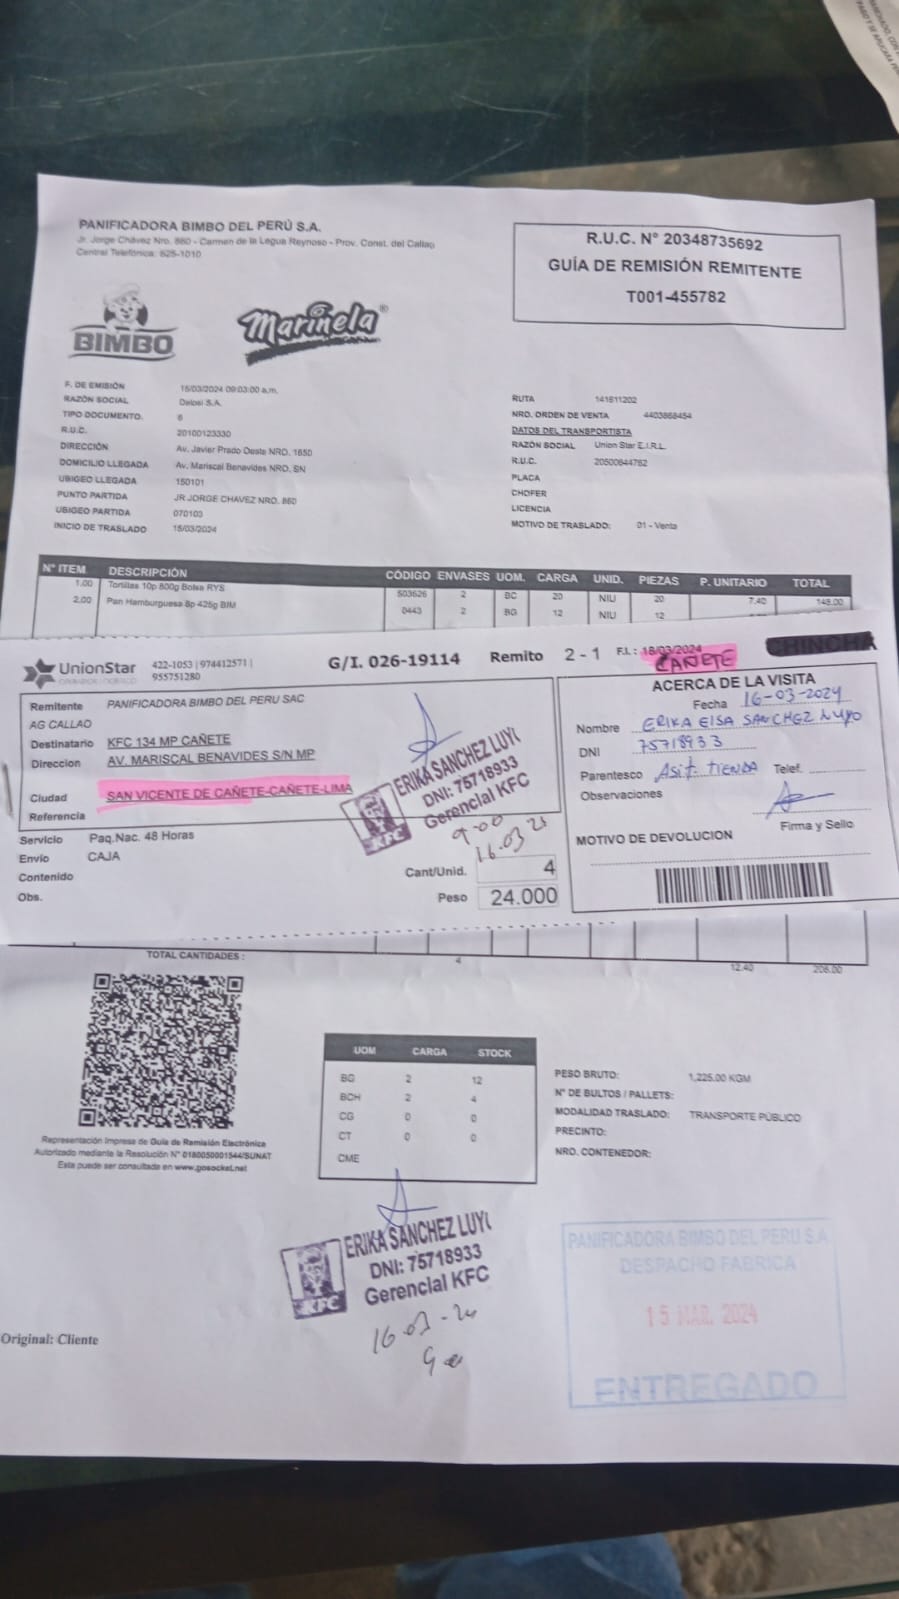 PANIFICADORA BIMBO DEL PERÚ S.A.
Jr. Jorge Chávez Nro. 860 - Carmen de la Legua Reynoso - Prov. Const. del Callao
Central Telefónica: 625-1010
R.U.C. N° 20348735692
GUÍA DE REMISIÓN REMITENTE
T001-455782
BIMBO
Marinela
F. DE EMISIÓN 15/03/2024 09:03:00 a.m.
RAZÓN SOCIAL Delosi S.A.
TIPO DOCUMENTO: 6
R.U.C. 20100123330
DIRECCIÓN Av. Javier Prado Oeste NRO. 1650
DOMICILIO LLEGADA Av. Mariscal Benavides NRO. SN
UBIGEO LLEGADA 150101
PUNTO PARTIDA JR JORGE CHAVEZ NRO. 860
UBIGEO PARTIDA 070103
INICIO DE TRASLADO 15/03/2024
RUTA 141811202
NRO. ORDEN DE VENTA 4403868454
DATOS DEL TRANSPORTISTA
RAZÓN SOCIAL Union Star E.I.R.L.
R.U.C. 20500844762
PLACA
CHOFER
LICENCIA
MOTIVO DE TRASLADO: 01 - Venta
N° ITEM DESCRIPCIÓN CÓDIGO ENVASES UOM. CARGA UNID. PIEZAS P. UNITARIO TOTAL
1.00 Tortillas 10p 800g Bolsa RYS 503626 2 BC 20 NIU 20 7.40 148.00
2.00 Pan Hamburguesa 8p 425g BIM 0443 2 BG 12 NIU 12
UnionStar
422-1053 | 974412571 |
955751280
G/I. 026-19114 Remito 2 - 1 F.I.: 18/03/2024
CAÑETE
CHINCHA
Remitente PANIFICADORA BIMBO DEL PERU SAC
AG CALLAO
Destinatario KFC 134 MP CAÑETE
Direccion AV. MARISCAL BENAVIDES S/N MP
Ciudad SAN VICENTE DE CAÑETE-CAÑETE-LIMA
Referencia
Servicio Paq.Nac. 48 Horas
Envío CAJA
Contenido
Obs.
Cant/Unid. 4
Peso 24.000
ERIKA SANCHEZ LUYO
DNI: 75718933
Gerencial KFC
KFC
9:00
16.03 21
ACERCA DE LA VISITA
Fecha 16-03-2024
Nombre ERIKA ELSA SANCHEZ LUYO
DNI 75718933
Parentesco Asist. TIENDA Telef.
Observaciones
Firma y Sello
MOTIVO DE DEVOLUCION
TOTAL CANTIDADES : 4 12.40 208.00
UOM CARGA STOCK
BG 2 12
BCH 2 4
CG 0 0
CT 0 0
CME
PESO BRUTO: 1,225.00 KGM
N° DE BULTOS / PALLETS:
MODALIDAD TRASLADO: TRANSPORTE PÚBLICO
PRECINTO:
NRO. CONTENEDOR:
Representación Impresa de Guía de Remisión Electrónica
Autorizado mediante la Resolución N° 0180050001544/SUNAT
Esta puede ser consultada en www.gosocket.net
ERIKA SANCHEZ LUYO
DNI: 75718933
Gerencial KFC
KFC
16.03-24
PANIFICADORA BIMBO DEL PERU S.A
DESPACHO FABRICA
15 MAR. 2024
ENTREGADO
Original: Cliente